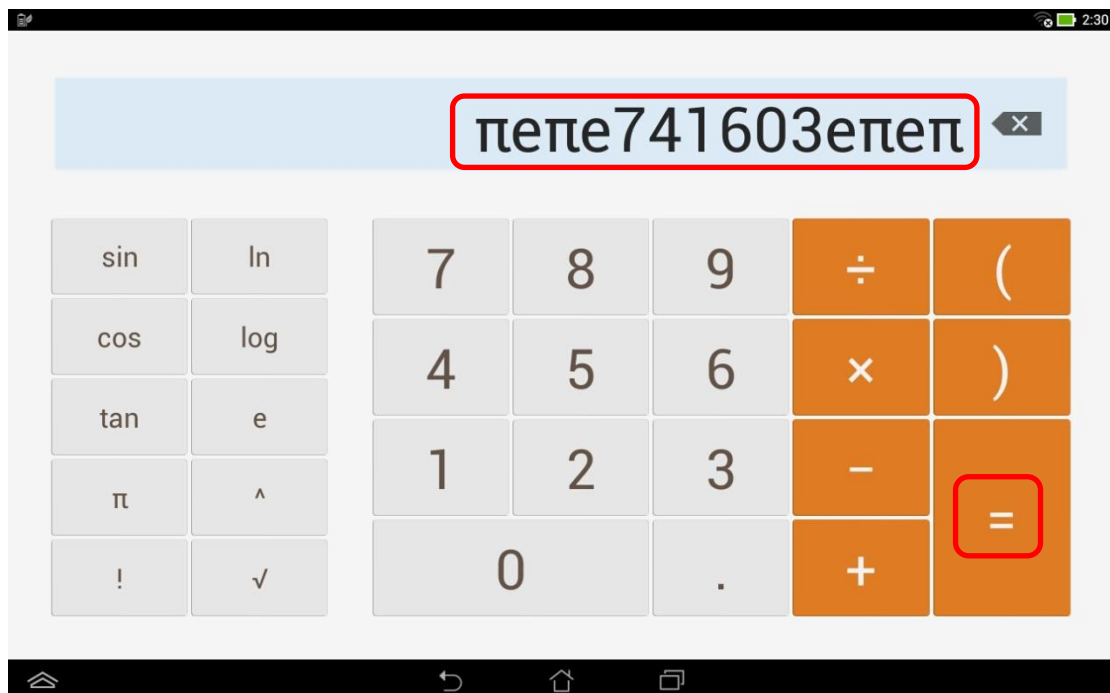 2:30
πeπe741603eπeπ
sin ln 7 8 9 ÷ (
cos log 4 5 6 × )
tan e 1 2 3 −
π ^ =
! √ 0 . +